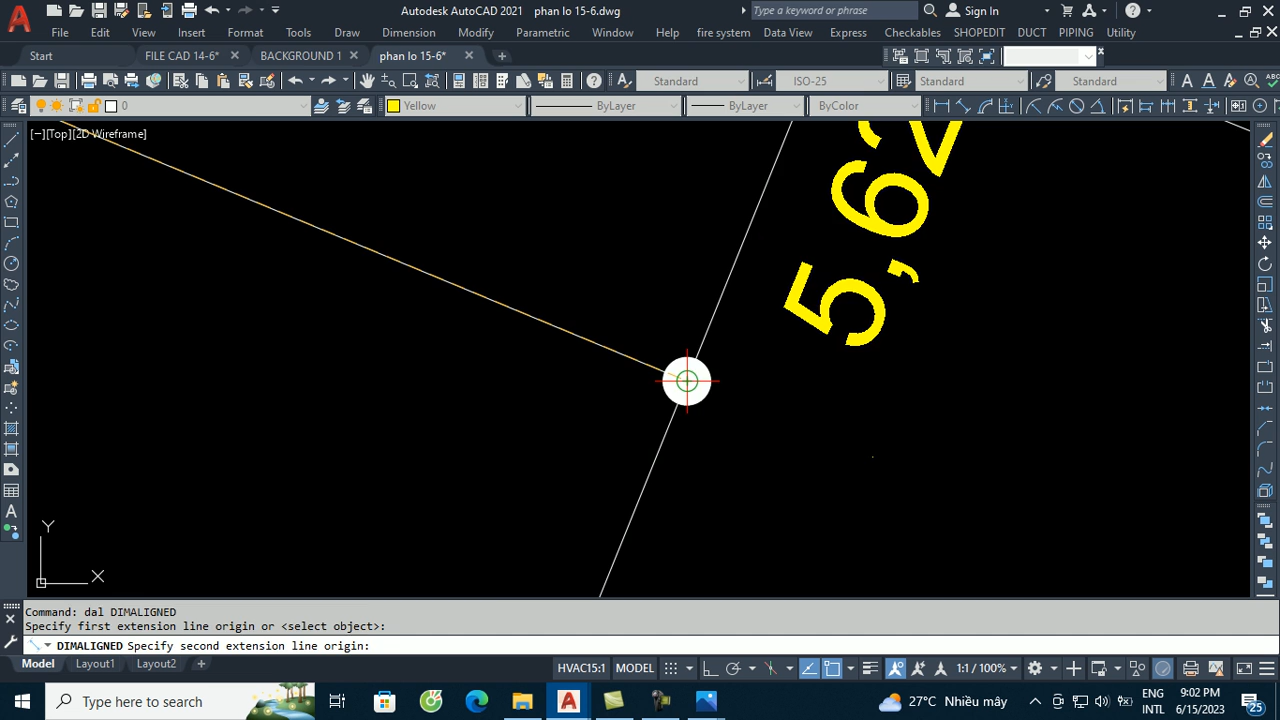 Autodesk AutoCAD 2021 phan lo 15-6.dwg
Type a keyword or phrase
Sign In
File Edit View Insert Format Tools Draw Dimension Modify Parametric Window Help Express fire system Data View Checkables SHOPEDIT DUCT PIPING Utility
Start FILE CAD 14-6* BACKGROUND 1 phan lo 15-6*
Standard ISO-25 Standard Standard
0 Yellow ByLayer ByLayer ByColor
[−][Top][2D Wireframe]
5,62
Y
X
Command: dal DIMALIGNED
Specify first extension line origin or <select object>:
DIMALIGNED Specify second extension line origin:
Model Layout1 Layout2 +
HVAC15:1 MODEL 1:1 / 100%
Type here to search
27°C Nhiều mây
ENG
INTL
9:02 PM
6/15/2023
25